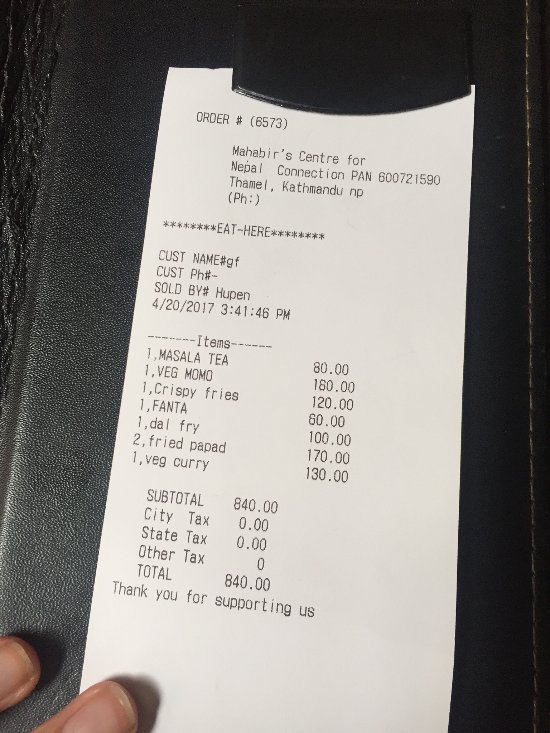 ORDER # (6573)
Mahabir's Centre for
Nepal Connection PAN 600721590
Thamel, Kathmandu np
(Ph:)
********EAT-HERE********
CUST NAME#gf
CUST Ph#-
SOLD BY# Hupen
4/20/2017 3:41:46 PM
-------Items------
1,MASALA TEA 80.00
1,VEG MOMO 180.00
1,Crispy fries 120.00
1,FANTA 60.00
1,dal fry 100.00
2,fried papad 170.00
1,veg curry 130.00
SUBTOTAL 840.00
City Tax 0.00
State Tax 0.00
Other Tax 0
TOTAL 840.00
Thank you for supporting us